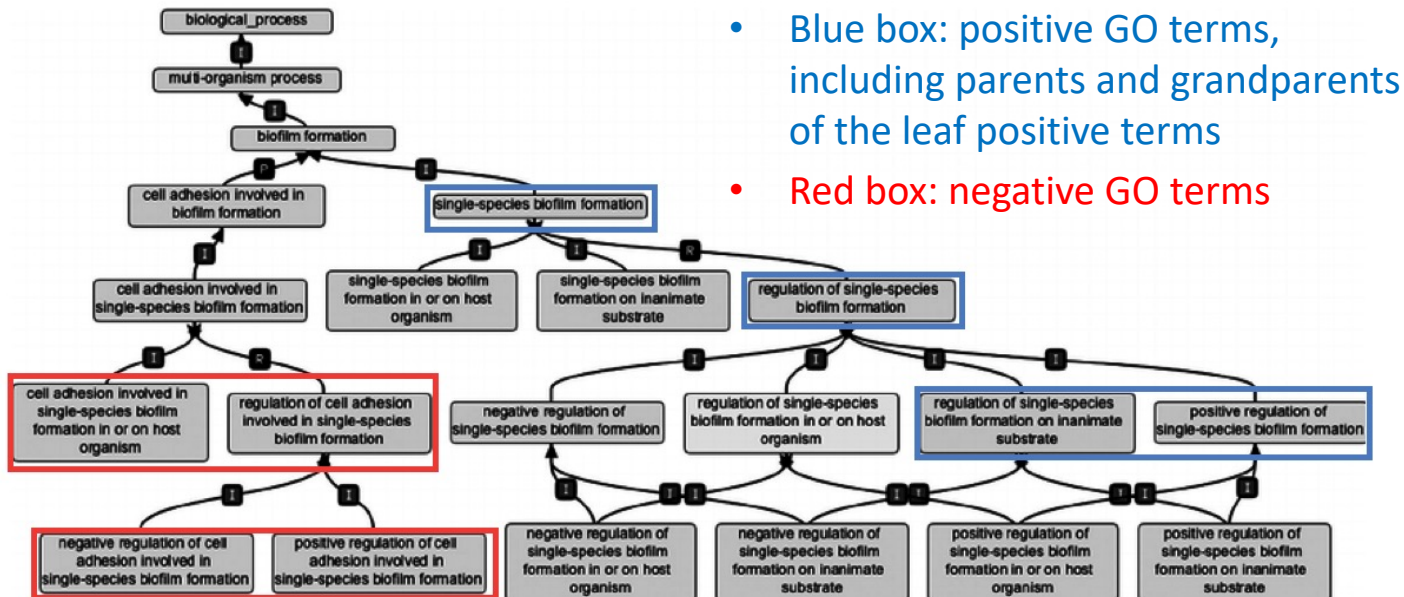 biological_process
I
multi-organism process
I
biofilm formation
P
I
cell adhesion involved in
biofilm formation
single-species biofilm formation
I
I
I
R
cell adhesion involved in
single-species biofilm formation
single-species biofilm
formation in or on host
organism
single-species biofilm
formation on inanimate
substrate
regulation of single-species
biofilm formation
I
R
I
I
I
I
cell adhesion involved in
single-species biofilm
formation in or on host
organism
regulation of cell adhesion
involved in single-species
biofilm formation
negative regulation of
single-species biofilm formation
regulation of single-species
biofilm formation in or on host
organism
regulation of single-species
biofilm formation on inanimate
substrate
positive regulation of
single-species biofilm formation
I
I
I
I
I
I
I
I
I
I
negative regulation of cell
adhesion involved in
single-species biofilm formation
positive regulation of cell
adhesion involved in
single-species biofilm formation
negative regulation of
single-species biofilm
formation in or on host
organism
negative regulation of
single-species biofilm
formation on inanimate
substrate
positive regulation of
single-species biofilm
formation in or on host
organism
positive regulation of
single-species biofilm
formation on inanimate
substrate
• Blue box: positive GO terms,
including parents and grandparents
of the leaf positive terms
• Red box: negative GO terms